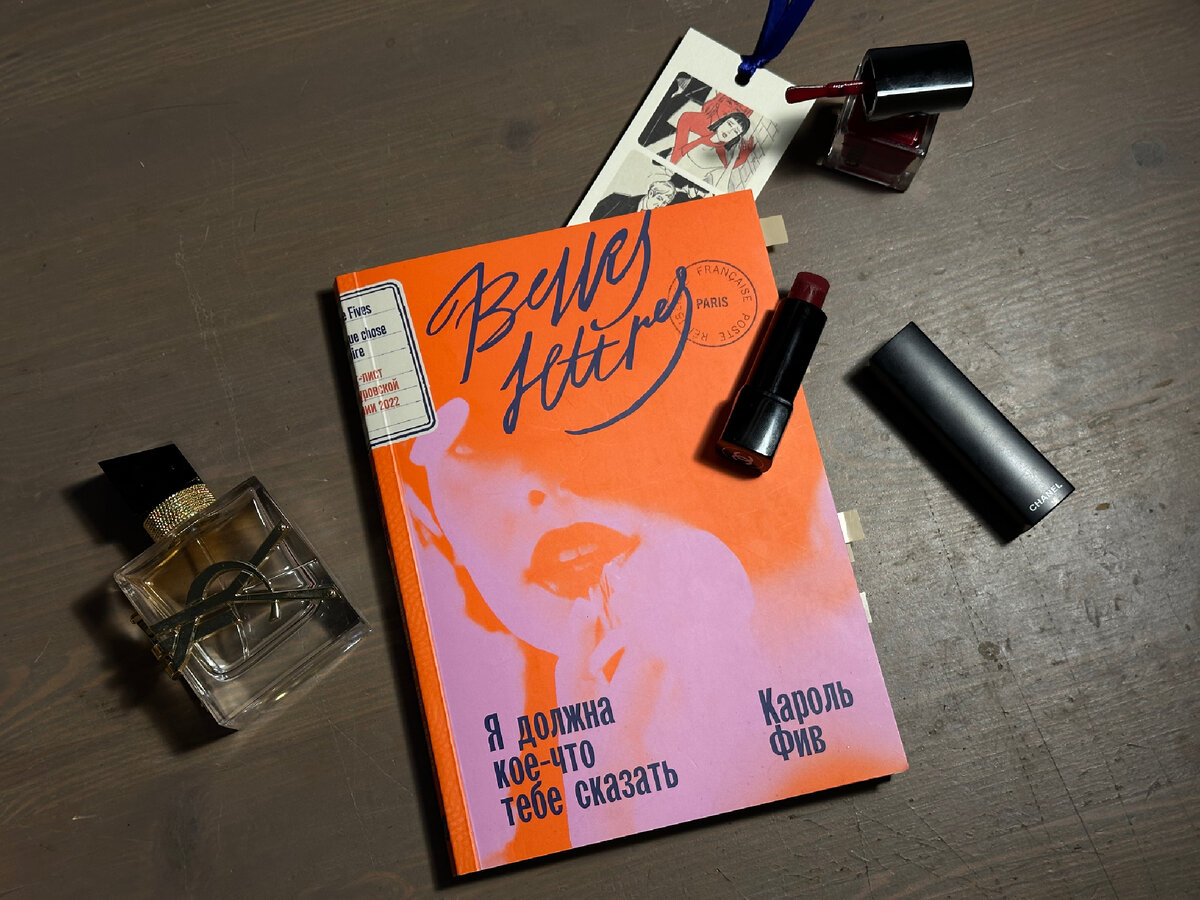 Belles
lettres
FRANÇAISE POSTE
PARIS
Fives
chose
2022
Я должна
кое-что
тебе сказать
Кароль
Фив
CHANEL